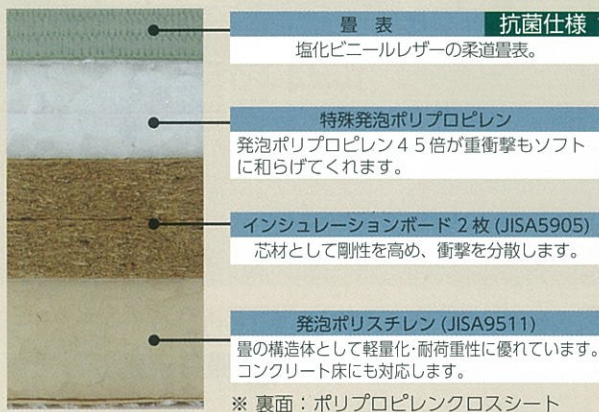 畳 表 抗菌仕様
塩化ビニールレザーの柔道畳表。
特殊発泡ポリプロピレン
発泡ポリプロピレン45倍が重衝撃もソフト
に和らげてくれます。
インシュレーションボード2枚(JISA5905)
芯材として剛性を高め、衝撃を分散します。
発泡ポリスチレン(JISA9511)
畳の構造体として軽量化・耐荷重性に優れています。
コンクリート床にも対応します。
※ 裏面:ポリプロピレンクロスシート